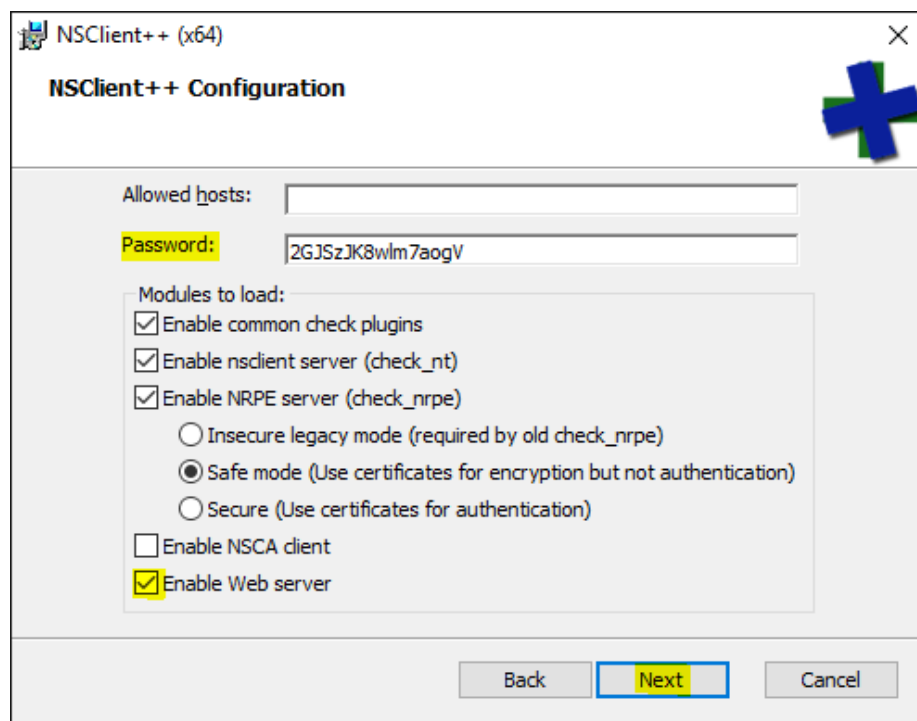 NSClient++ (x64)
NSClient++ Configuration
Allowed hosts:
Password: 2GJSzJK8wlm7aogV
Modules to load:
Enable common check plugins
Enable nsclient server (check_nt)
Enable NRPE server (check_nrpe)
Insecure legacy mode (required by old check_nrpe)
Safe mode (Use certificates for encryption but not authentication)
Secure (Use certificates for authentication)
Enable NSCA client
Enable Web server
Back Next Cancel